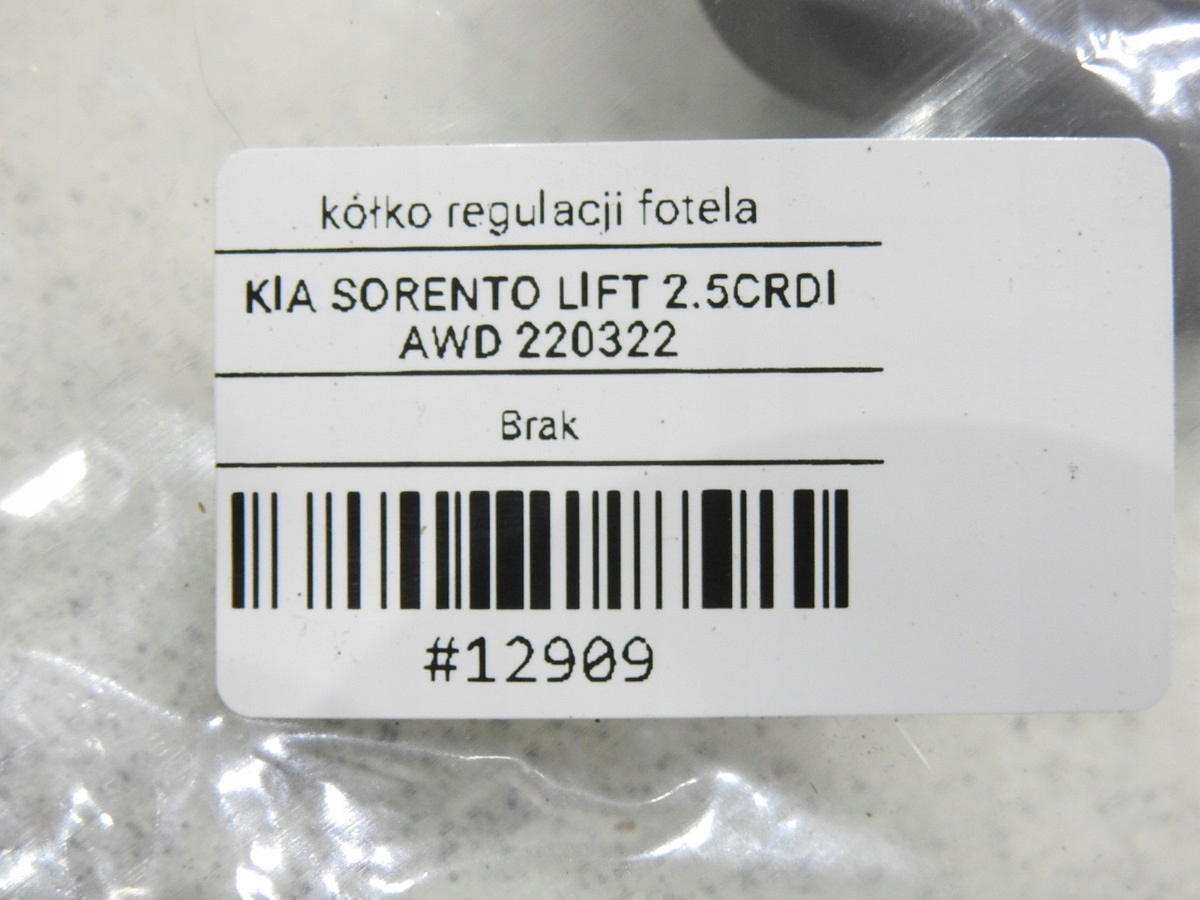 kółko regulacji fotela
KIA SORENTO LIFT 2.5CRDI
AWD 220322
Brak
#12909